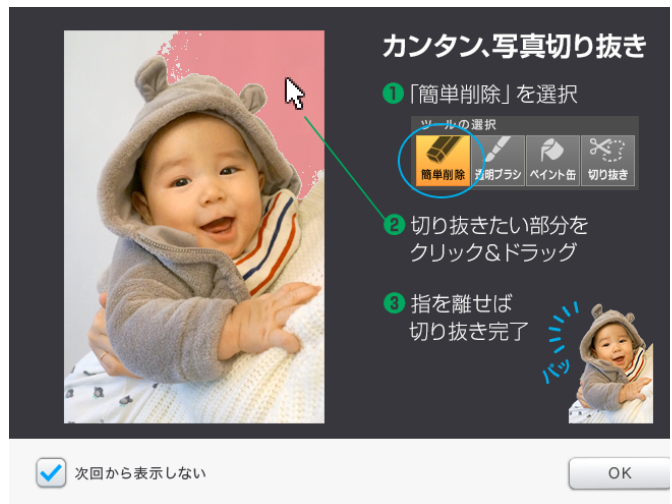 カンタン、写真切り抜き
❶「簡単削除」を選択
ツールの選択
簡単削除 透明ブラシ ペイント缶 切り抜き
❷切り抜きたい部分を
クリック&ドラッグ
❸指を離せば
切り抜き完了
パッ
次回から表示しない
OK